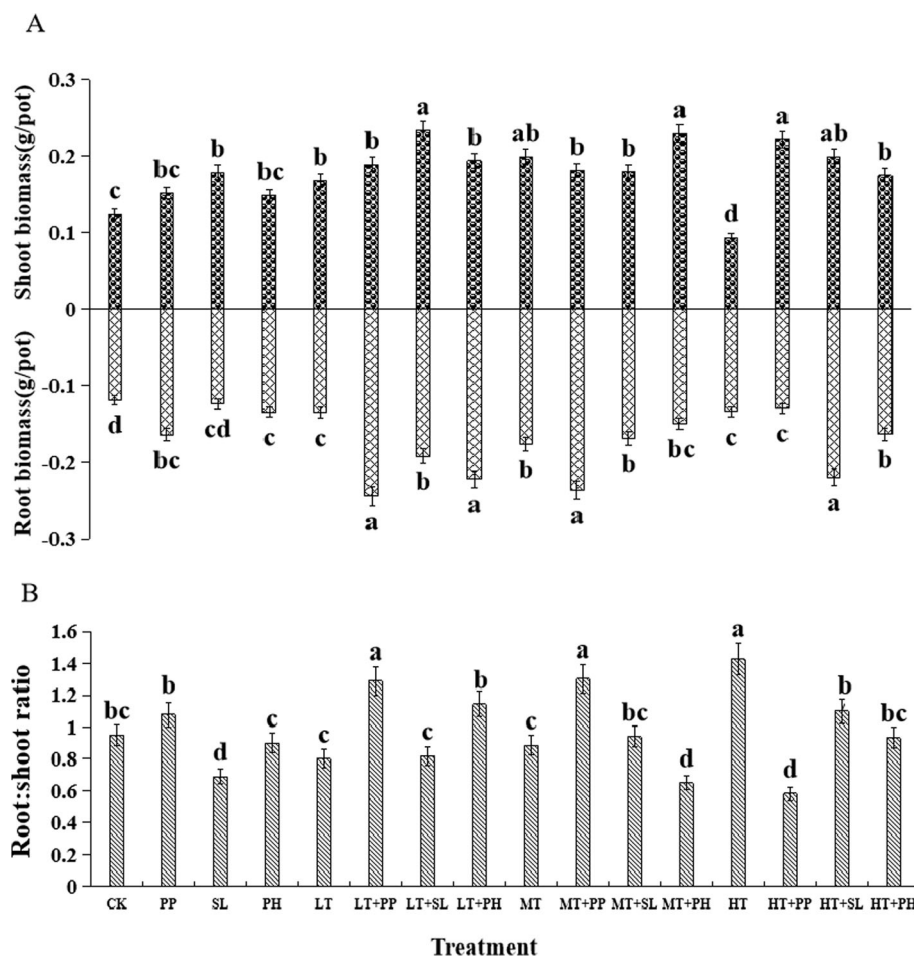 A
Shoot biomass(g/pot)
Root biomass(g/pot)
0.3
0.2
0.1
0
-0.1
-0.2
-0.3
c bc b bc b b a b ab b b a d a ab b
d bc cd c c a b a b a b bc c c a b
B
Root:shoot ratio
1.6
1.4
1.2
1
0.8
0.6
0.4
0.2
0
bc b d c c a c b c a bc d a d b bc
CK PP SL PH LT LT+PP LT+SL LT+PH MT MT+PP MT+SL MT+PH HT HT+PP HT+SL HT+PH
Treatment